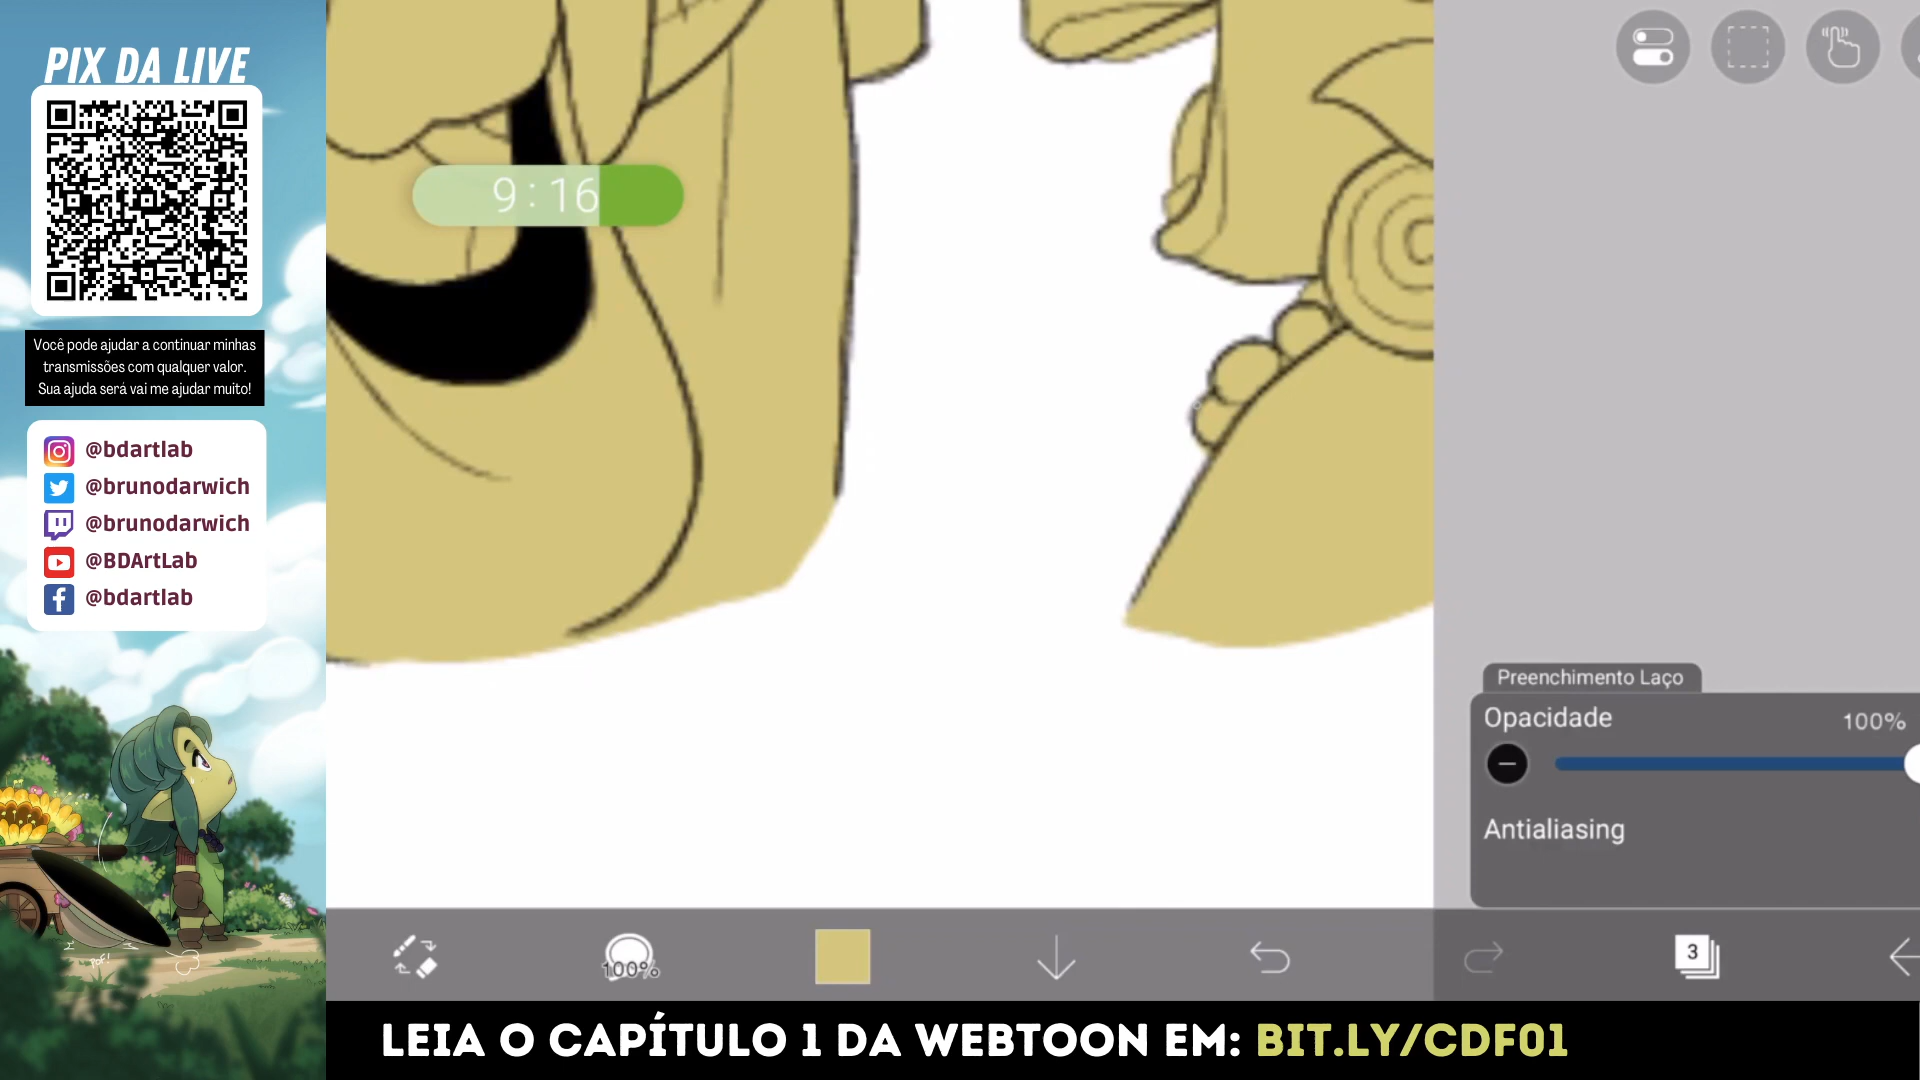 PIX DA LIVE
Você pode ajudar a continuar minhas
transmissões com qualquer valor.
Sua ajuda será vai me ajudar muito!
@bdartlab
@brunodarwich
@brunodarwich
@BDArtLab
@bdartlab
POF!
9:16
Preenchimento Laço
Opacidade 100%
Antialiasing
100%
3
LEIA O CAPÍTULO 1 DA WEBTOON EM: BIT.LY/CDF01